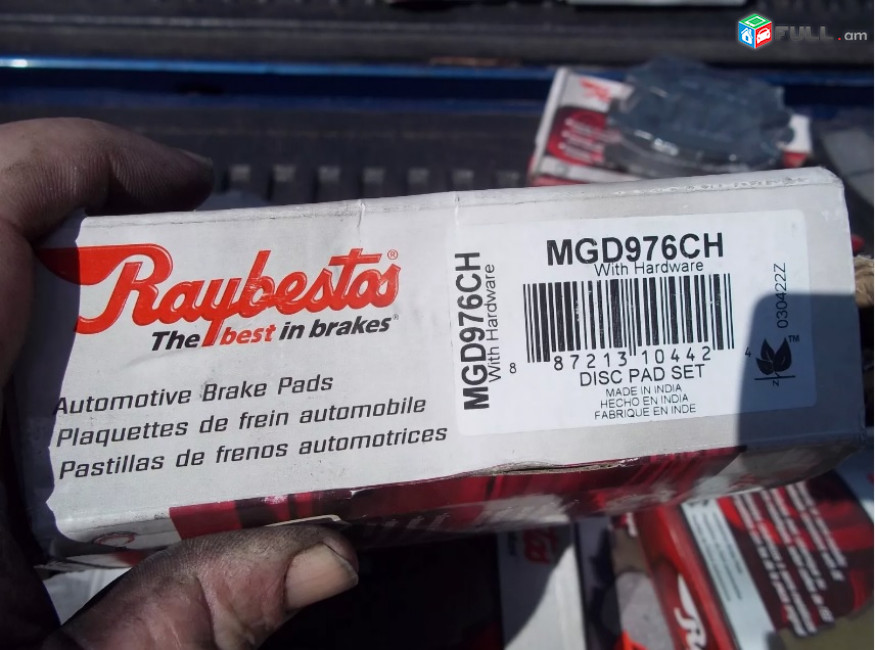 FULL.am
Raybestos®
The best in brakes®
Automotive Brake Pads
Plaquettes de frein automobile
Pastillas de frenos automotrices
MGD976CH
With Hardware
MGD976CH
With Hardware
8 87213 10442 4
DISC PAD SET
MADE IN INDIA
HECHO EN INDIA
FABRIQUE EN INDE
030422Z
TM
N